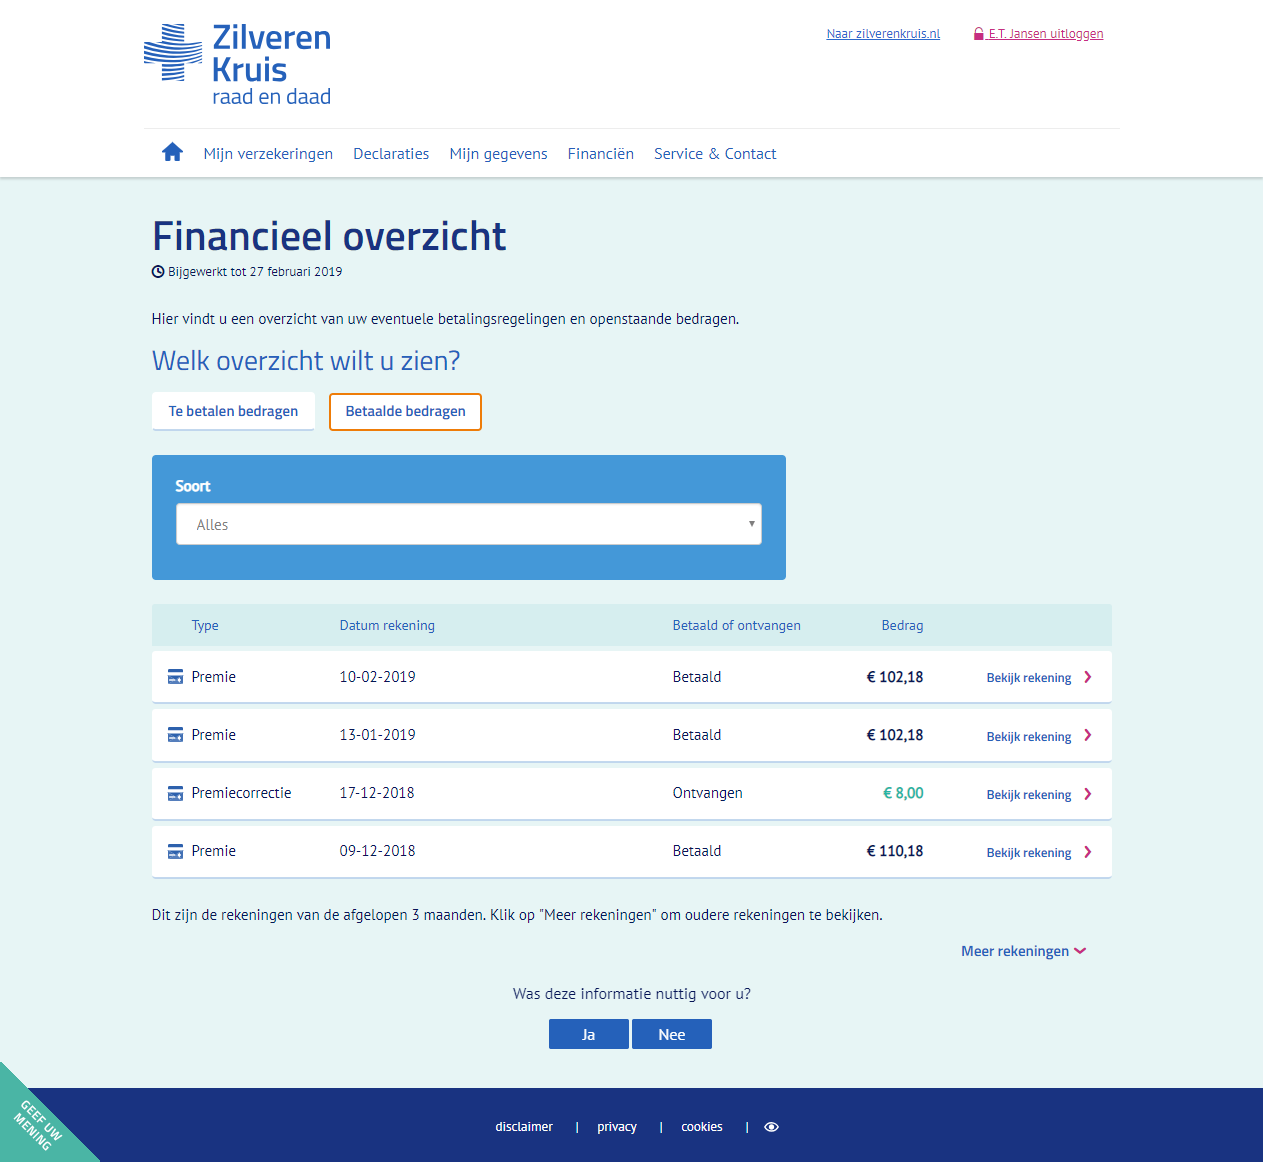 Zilveren
Kruis
raad en daad
Naar zilverenkruis.nl
E.T. Jansen uitloggen
Mijn verzekeringen Declaraties Mijn gegevens Financiën Service & Contact
Financieel overzicht
Bijgewerkt tot 27 februari 2019
Hier vindt u een overzicht van uw eventuele betalingsregelingen en openstaande bedragen.
Welk overzicht wilt u zien?
Te betalen bedragen Betaalde bedragen
Soort
Alles
Type Datum rekening Betaald of ontvangen Bedrag
Premie 10-02-2019 Betaald € 102,18 Bekijk rekening
Premie 13-01-2019 Betaald € 102,18 Bekijk rekening
Premiecorrectie 17-12-2018 Ontvangen € 8,00 Bekijk rekening
Premie 09-12-2018 Betaald € 110,18 Bekijk rekening
Dit zijn de rekeningen van de afgelopen 3 maanden. Klik op "Meer rekeningen" om oudere rekeningen te bekijken.
Meer rekeningen
Was deze informatie nuttig voor u?
Ja Nee
GEEF UW
MENING
disclaimer | privacy | cookies |